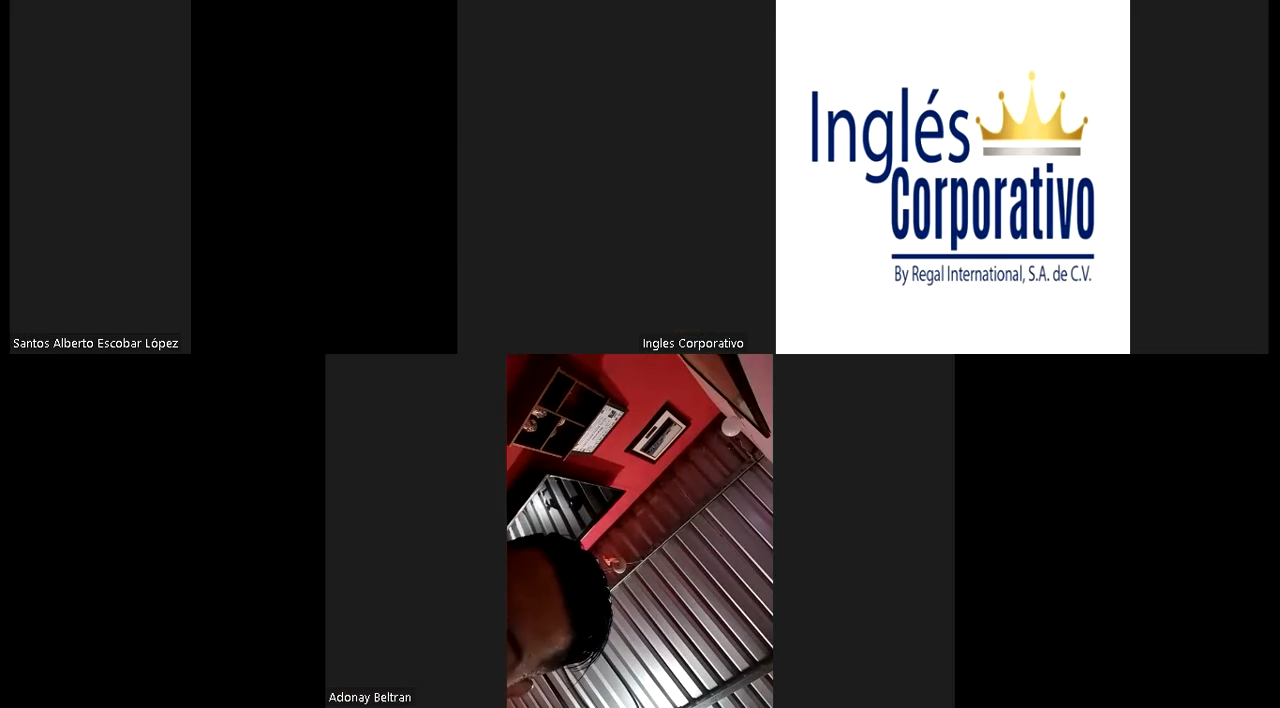 Inglés
Corporativo
By Regal International, S.A. de C.V.
Santos Alberto Escobar López
Ingles Corporativo
Adonay Beltran